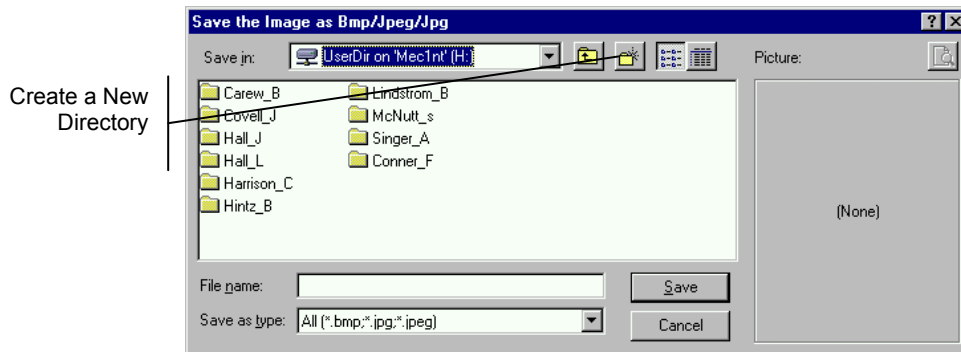 Save the Image as Bmp/Jpeg/Jpg
Save in: UserDir on 'Mec1nt' (H:) Picture:
Create a New
Directory
Carew_B Lindstrom_B
Covell_J McNutt_s
Hall_J Singer_A
Hall_L Conner_F
Harrison_C
Hintz_B
(None)
File name: Save
Save as type: All (*.bmp;*.jpg;*.jpeg) Cancel